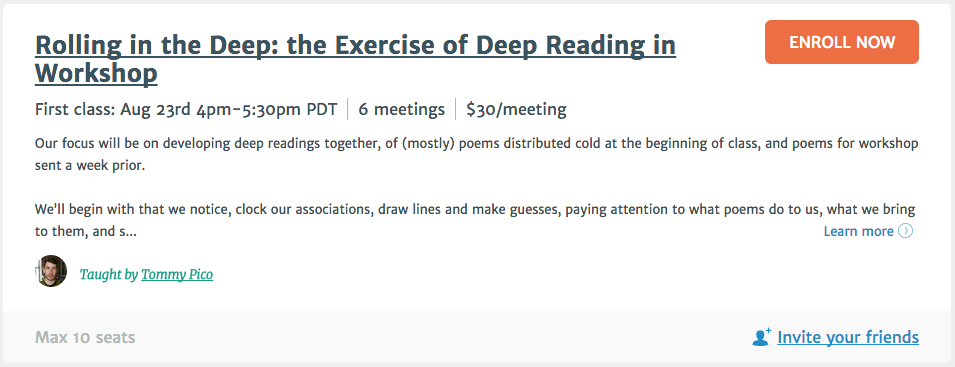 Rolling in the Deep: the Exercise of Deep Reading in
Workshop
ENROLL NOW
First class: Aug 23rd 4pm-5:30pm PDT 6 meetings $30/meeting
Our focus will be on developing deep readings together, of (mostly) poems distributed cold at the beginning of class, and poems for workshop
sent a week prior.
We'll begin with that we notice, clock our associations, draw lines and make guesses, paying attention to what poems do to us, what we bring
to them, and s... Learn more
Taught by Tommy Pico
Max 10 seats Invite your friends